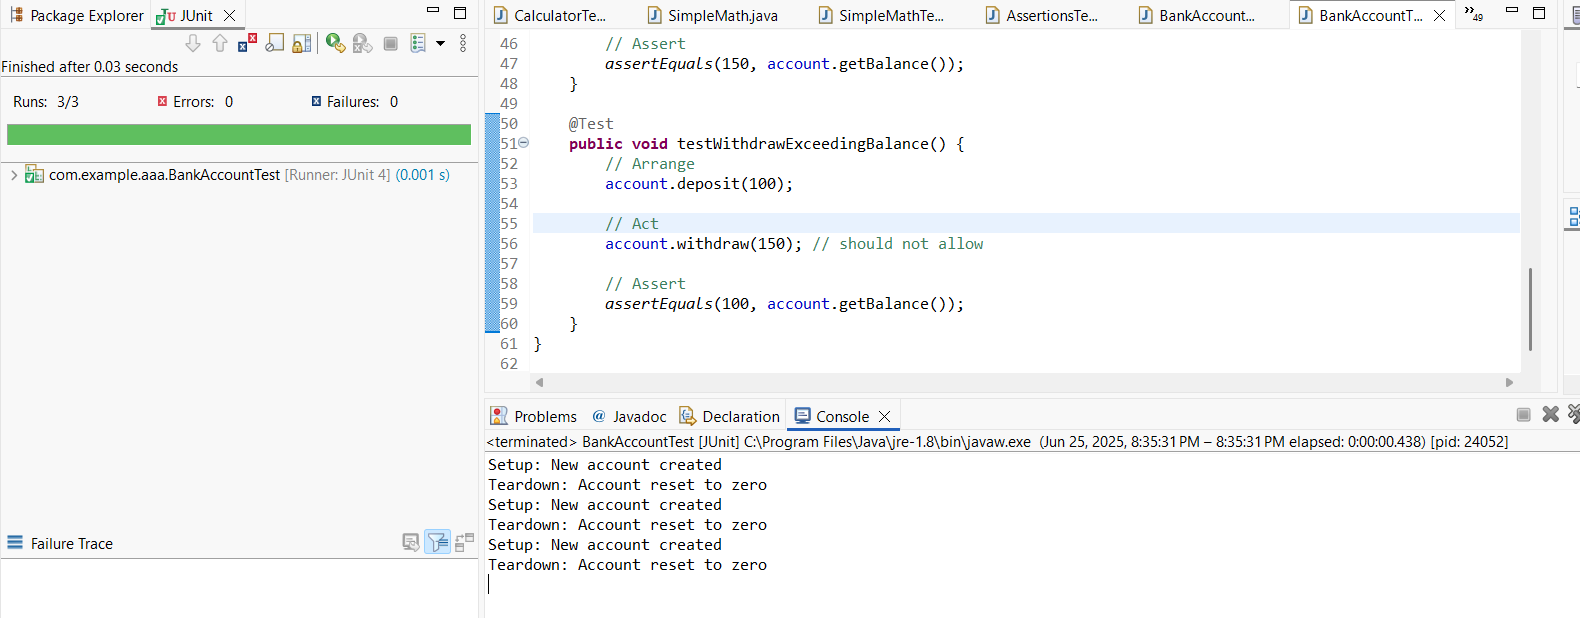 Package Explorer
JUnit
Finished after 0.03 seconds
Runs: 3/3
Errors: 0
Failures: 0
com.example.aaa.BankAccountTest [Runner: JUnit 4] (0.001 s)
Failure Trace
CalculatorTe...
SimpleMath.java
SimpleMathTe...
AssertionsTe...
BankAccount...
BankAccountT...
»49
46 // Assert
47 assertEquals(150, account.getBalance());
48 }
49
50 @Test
51 public void testWithdrawExceedingBalance() {
52 // Arrange
53 account.deposit(100);
54
55 // Act
56 account.withdraw(150); // should not allow
57
58 // Assert
59 assertEquals(100, account.getBalance());
60 }
61 }
62
Problems
@ Javadoc
Declaration
Console
<terminated> BankAccountTest [JUnit] C:\Program Files\Java\jre-1.8\bin\javaw.exe (Jun 25, 2025, 8:35:31 PM – 8:35:31 PM elapsed: 0:00:00.438) [pid: 24052]
Setup: New account created
Teardown: Account reset to zero
Setup: New account created
Teardown: Account reset to zero
Setup: New account created
Teardown: Account reset to zero